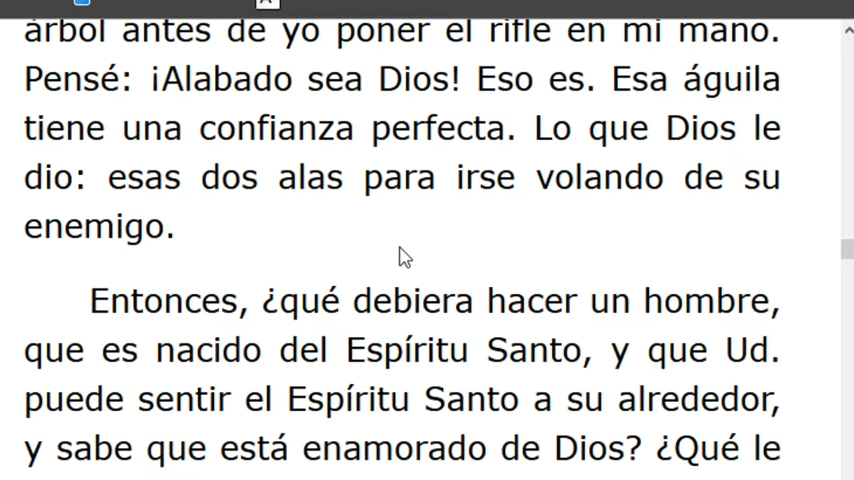 árbol antes de yo poner el rifle en mi mano.
Pensé: ¡Alabado sea Dios! Eso es. Esa águila
tiene una confianza perfecta. Lo que Dios le
dio: esas dos alas para irse volando de su
enemigo.
Entonces, ¿qué debiera hacer un hombre,
que es nacido del Espíritu Santo, y que Ud.
puede sentir el Espíritu Santo a su alrededor,
y sabe que está enamorado de Dios? ¿Qué le